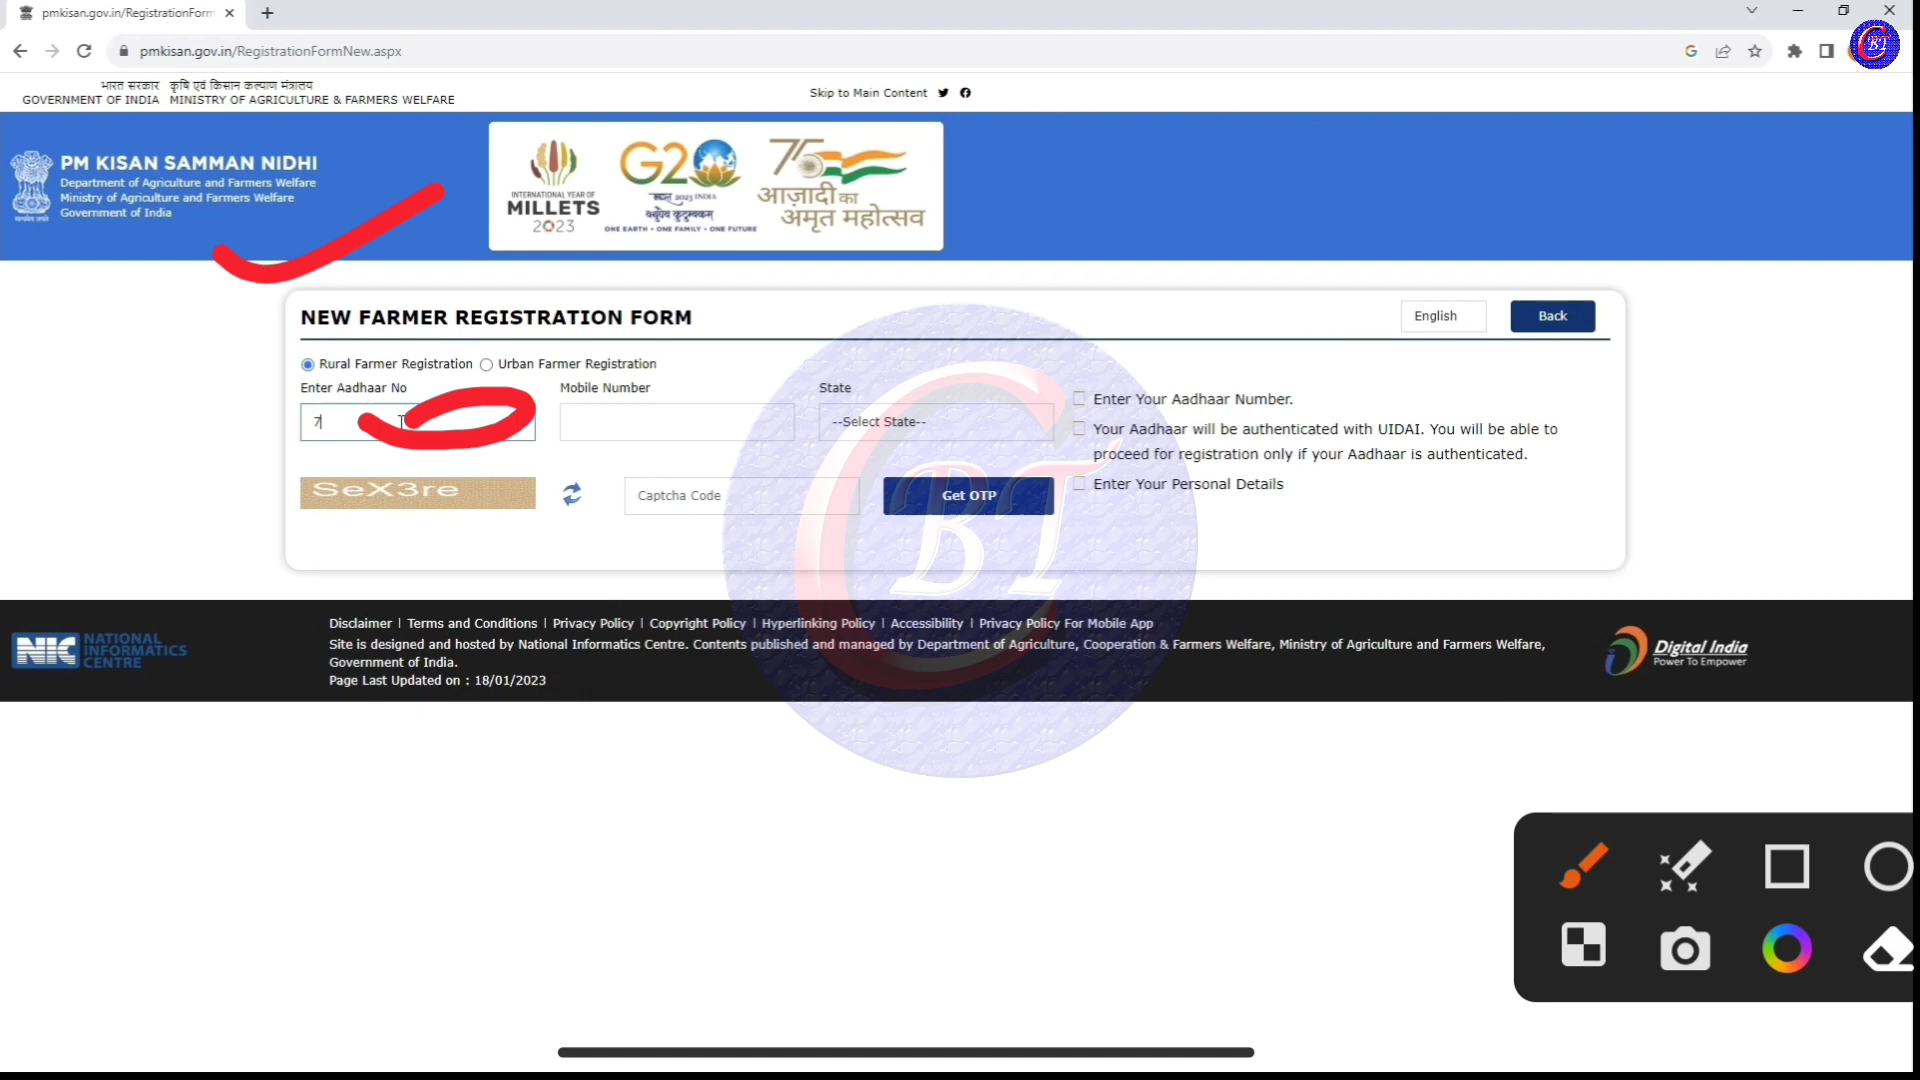 pmkisan.gov.in/RegistrationForm
pmkisan.gov.in/RegistrationFormNew.aspx
भारत सरकार कृषि एवं किसान कल्याण मंत्रालय
GOVERNMENT OF INDIA MINISTRY OF AGRICULTURE & FARMERS WELFARE
Skip to Main Content
PM KISAN SAMMAN NIDHI
Department of Agriculture and Farmers Welfare
Ministry of Agriculture and Farmers Welfare
Government of India
INTERNATIONAL YEAR OF
MILLETS
2023
G20
भारत 2023 INDIA
वसुधैव कुटुम्बकम्
ONE EARTH • ONE FAMILY • ONE FUTURE
75
आज़ादी का
अमृत महोत्सव
NEW FARMER REGISTRATION FORM
English
Back
Rural Farmer Registration Urban Farmer Registration
Enter Aadhaar No
Mobile Number
State
7
--Select State--
SeX3re
Captcha Code
Get OTP
Enter Your Aadhaar Number.
Your Aadhaar will be authenticated with UIDAI. You will be able to
proceed for registration only if your Aadhaar is authenticated.
Enter Your Personal Details
CBT
NIC NATIONAL
INFORMATICS
CENTRE
Disclaimer | Terms and Conditions | Privacy Policy | Copyright Policy | Hyperlinking Policy | Accessibility | Privacy Policy For Mobile App
Site is designed and hosted by National Informatics Centre. Contents published and managed by Department of Agriculture, Cooperation & Farmers Welfare, Ministry of Agriculture and Farmers Welfare,
Government of India.
Page Last Updated on : 18/01/2023
Digital India
Power To Empower
CBT